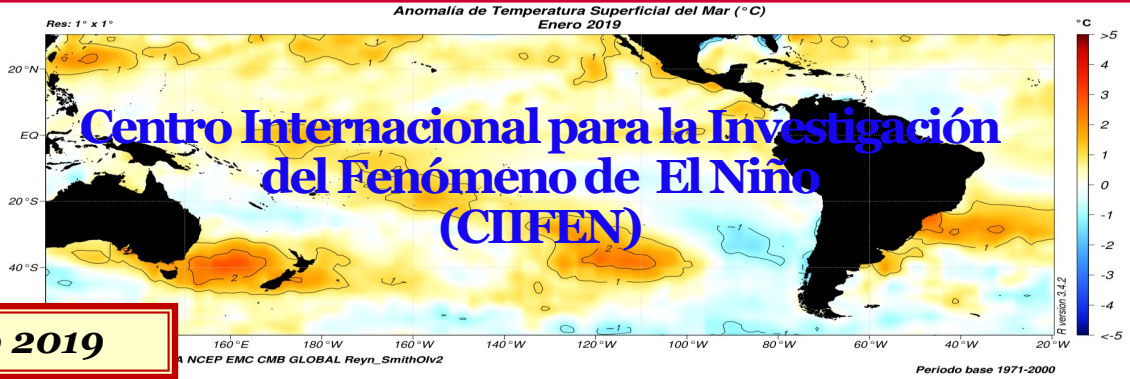 Anomalía de Temperatura Superficial del Mar (°C)
Res: 1° x 1°
Enero 2019
°C
Centro Internacional para la Investigación
del Fenómeno de El Niño
(CIIFEN)
20°N
EQ
20°S
40°S
>5
4
3
2
1
0
-1
-2
-3
-4
<-5
R version 3.4.2
160°E
180°W
160°W
140°W
120°W
100°W
80°W
60°W
40°W
20°W
2019
NCEP EMC CMB GLOBAL Reyn_SmithOIv2
Periodo base 1971-2000